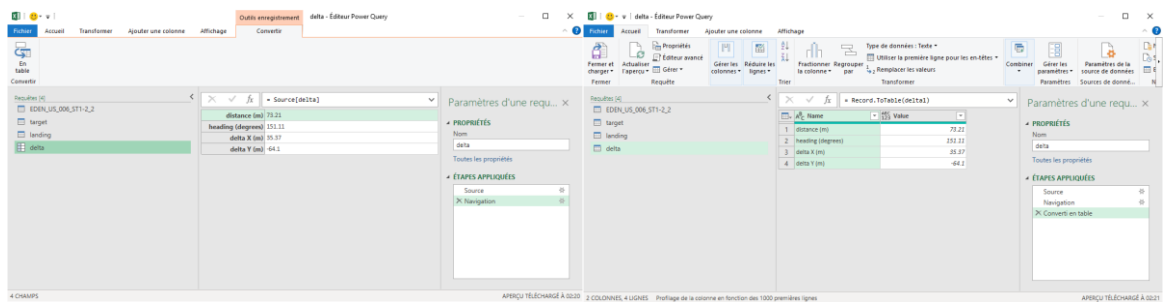 Outils enregistrement delta - Éditeur Power Query
Fichier Accueil Transformer Ajouter une colonne Affichage Convertir
En
table
Convertir
Requêtes [4]
EDEN_US_006_ST1-2_2
target
landing
delta
= Source[delta]
distance (m) 73.21
heading (degrees) 151.11
delta X (m) 35.37
delta Y (m) -64.1
Paramètres d'une requ...
PROPRIÉTÉS
Nom
delta
Toutes les propriétés
ÉTAPES APPLIQUÉES
Source
Navigation
4 CHAMPS
APERÇU TÉLÉCHARGÉ À 02:20
delta - Éditeur Power Query
Fichier Accueil Transformer Ajouter une colonne Affichage
Fermer et
charger
Fermer
Actualiser
l'aperçu
Propriétés
Éditeur avancé
Gérer
Requête
Gérer les
colonnes
Réduire les
lignes
Trier
Fractionner
la colonne
Regrouper
par
Type de données : Texte
Utiliser la première ligne pour les en-têtes
Remplacer les valeurs
Transformer
Combiner
Gérer les
paramètres
Paramètres
Paramètres de la
source de données
Sources de donné...
Requêtes [4]
EDEN_US_006_ST1-2_2
target
landing
delta
= Record.ToTable(delta1)
Name Value
1 distance (m) 73.21
2 heading (degrees) 151.11
3 delta X (m) 35.37
4 delta Y (m) -64.1
Paramètres d'une requ...
PROPRIÉTÉS
Nom
delta
Toutes les propriétés
ÉTAPES APPLIQUÉES
Source
Navigation
Converti en table
2 COLONNES, 4 LIGNES Profilage de la colonne en fonction des 1000 premières lignes
APERÇU TÉLÉCHARGÉ À 02:21